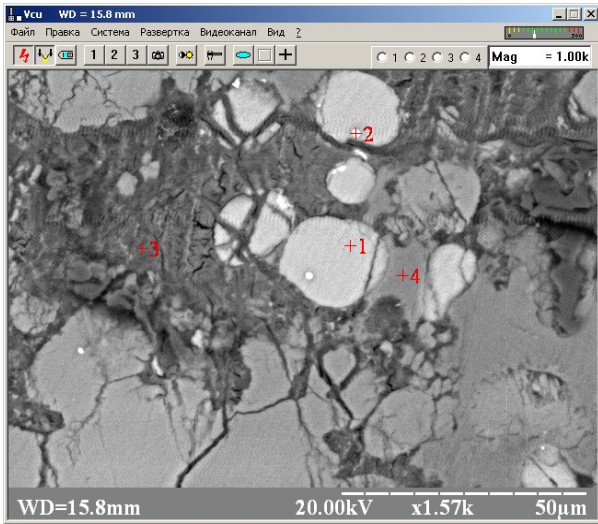 Vcu WD = 15.8 mm
Файл Правка Система Развертка Видеоканал Вид ?
1 2 3 1 2 3 4 Mag = 1.00k
+2
+1
+3
+4
WD=15.8mm 20.00kV x1.57k 50µm